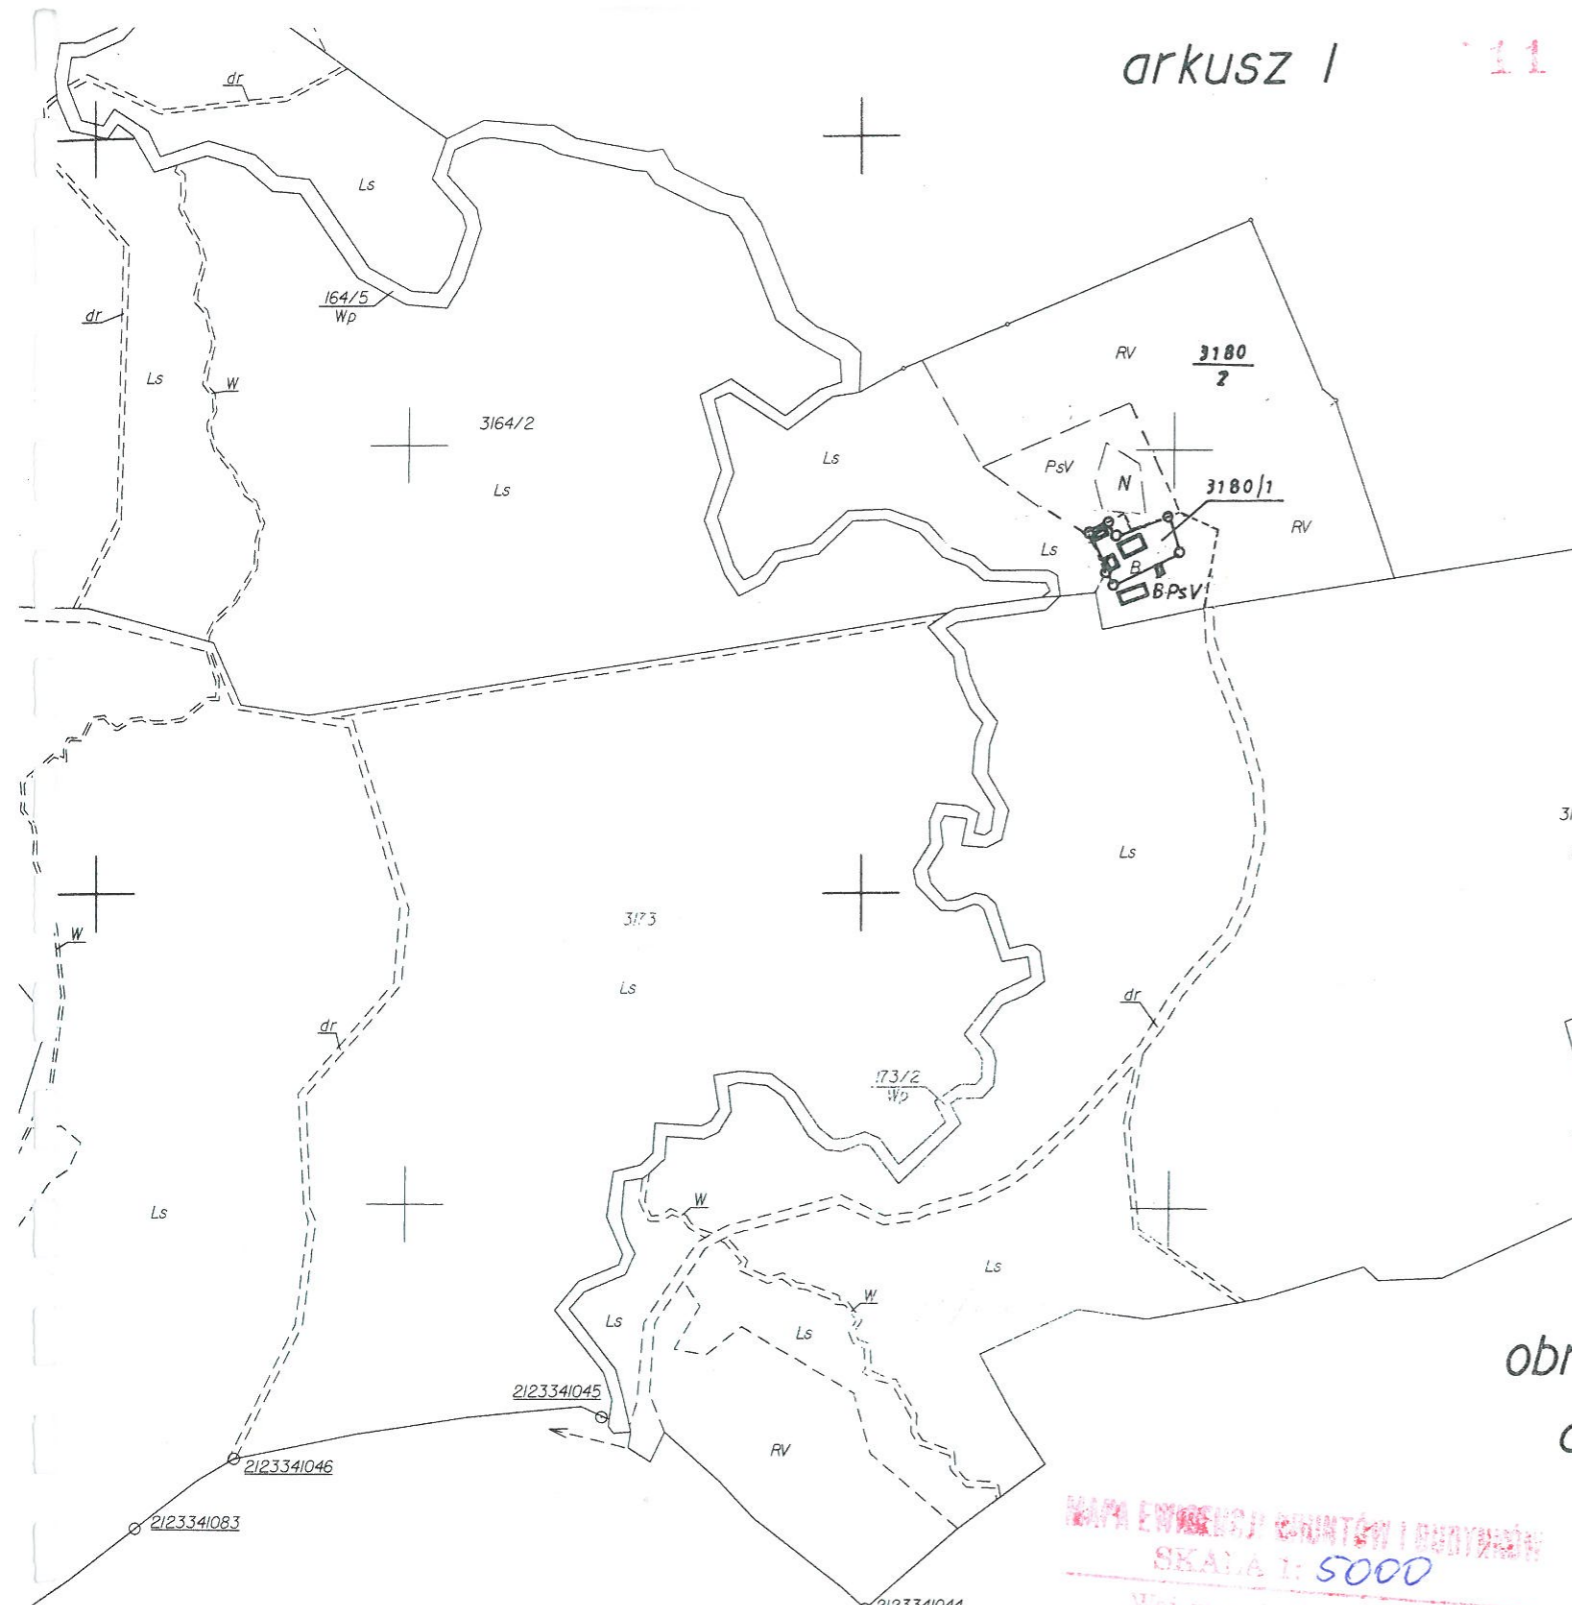 arkusz 1
11
dr
Ls
164/5
Wp
dr
Ls
W
3164/2
Ls
Ls
RV
3180
2
PsV
N
3180/1
RV
Ls
B
B-PsV
Ls
3173
Ls
W
dr
dr
173/2
Wp
Ls
W
Ls
W
Ls
Ls
2123341045
RV
2123341046
2123341083
2123341044
MAPA EWIDENCJI GRUNTÓW I BUDYNKÓW
SKALA 1: 5000